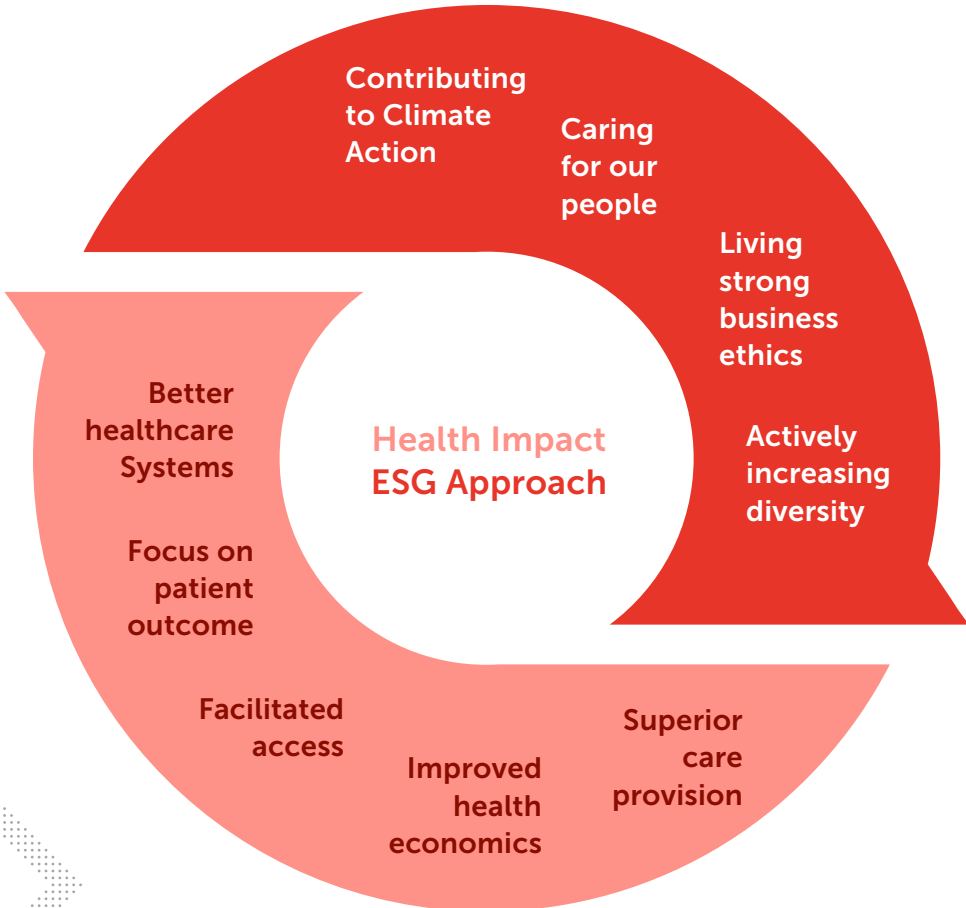 Contributing
to Climate
Action
Caring
for our
people
Living
strong
business
ethics
Actively
increasing
diversity
Health Impact
ESG Approach
Better
healthcare
Systems
Focus on
patient
outcome
Facilitated
access
Improved
health
economics
Superior
care
provision